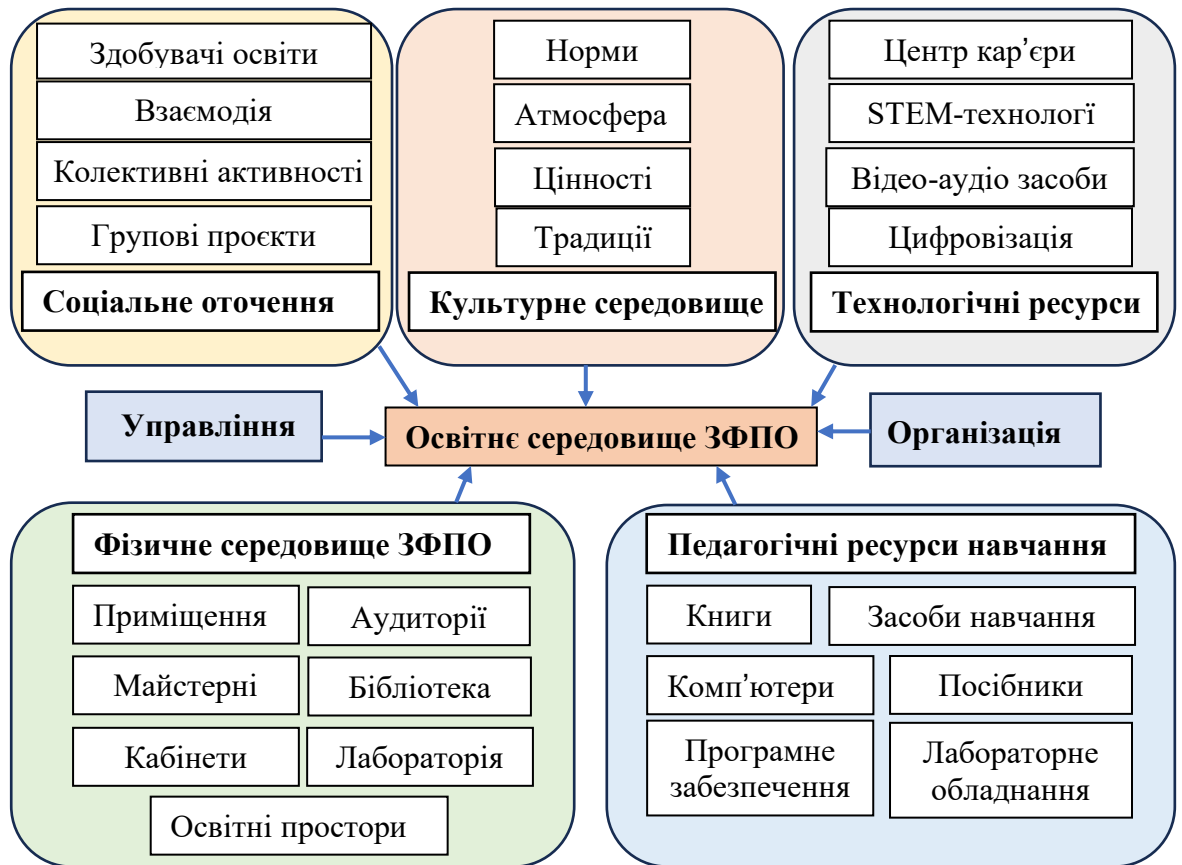 Здобувачі освіти
Взаємодія
Колективні активності
Групові проєкти
Соціальне оточення
Норми
Атмосфера
Цінності
Традиції
Культурне середовище
Центр кар’єри
STEM-технології
Відео-аудіо засоби
Цифровізація
Технологічні ресурси
Управління
Освітнє середовище ЗФПО
Організація
Фізичне середовище ЗФПО
Приміщення
Аудиторії
Майстерні
Бібліотека
Кабінети
Лабораторія
Освітні простори
Педагогічні ресурси навчання
Книги
Засоби навчання
Комп’ютери
Посібники
Програмне
забезпечення
Лабораторне
обладнання